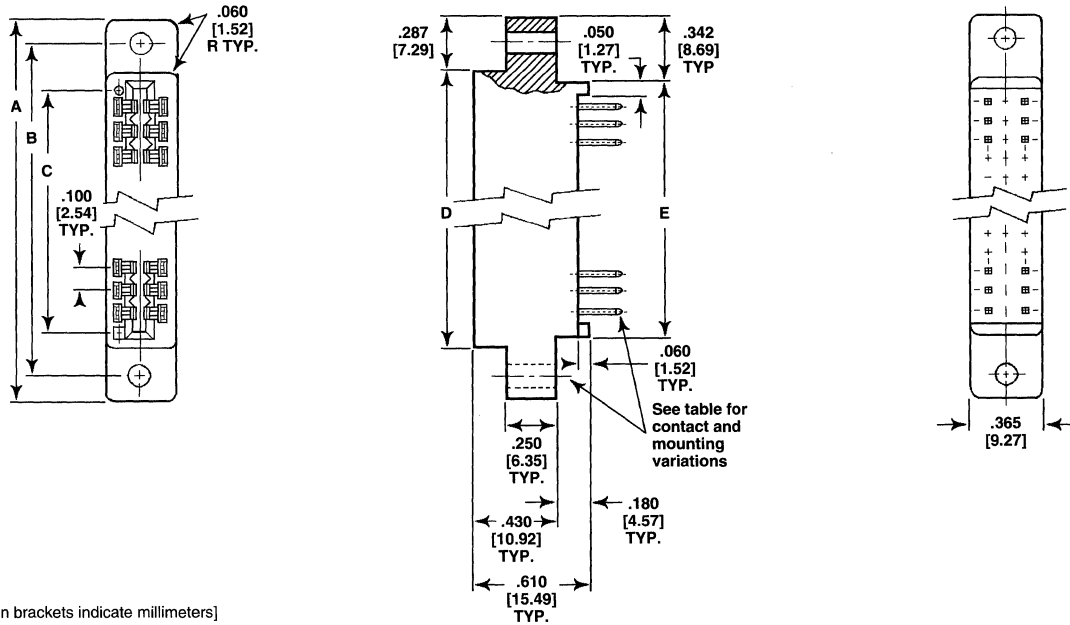 .060
[1.52]
R TYP.
A
B
C
.100
[2.54]
TYP.
.287
[7.29]
.050
[1.27]
TYP.
.342
[8.69]
TYP
D
E
.060
[1.52]
TYP.
See table for
contact and
mounting
variations
.250
[6.35]
TYP.
.180
[4.57]
TYP.
.430
[10.92]
TYP.
.610
[15.49]
TYP.
.365
[9.27]
n brackets indicate millimeters]